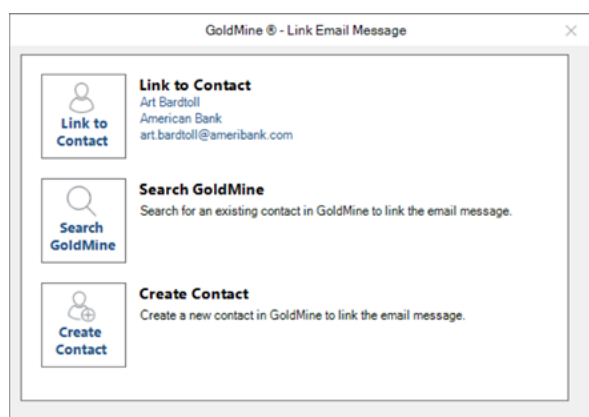 GoldMine ® - Link Email Message
Link to Contact
Art Bardtoll
American Bank
art.bardtoll@ameribank.com
Link to
Contact
Search GoldMine
Search for an existing contact in GoldMine to link the email message.
Search
GoldMine
Create Contact
Create a new contact in GoldMine to link the email message.
Create
Contact